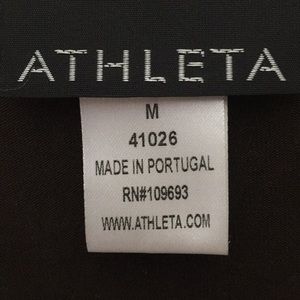 ATHLETA
M
41026
MADE IN PORTUGAL
RN#109693
WWW.ATHLETA.COM